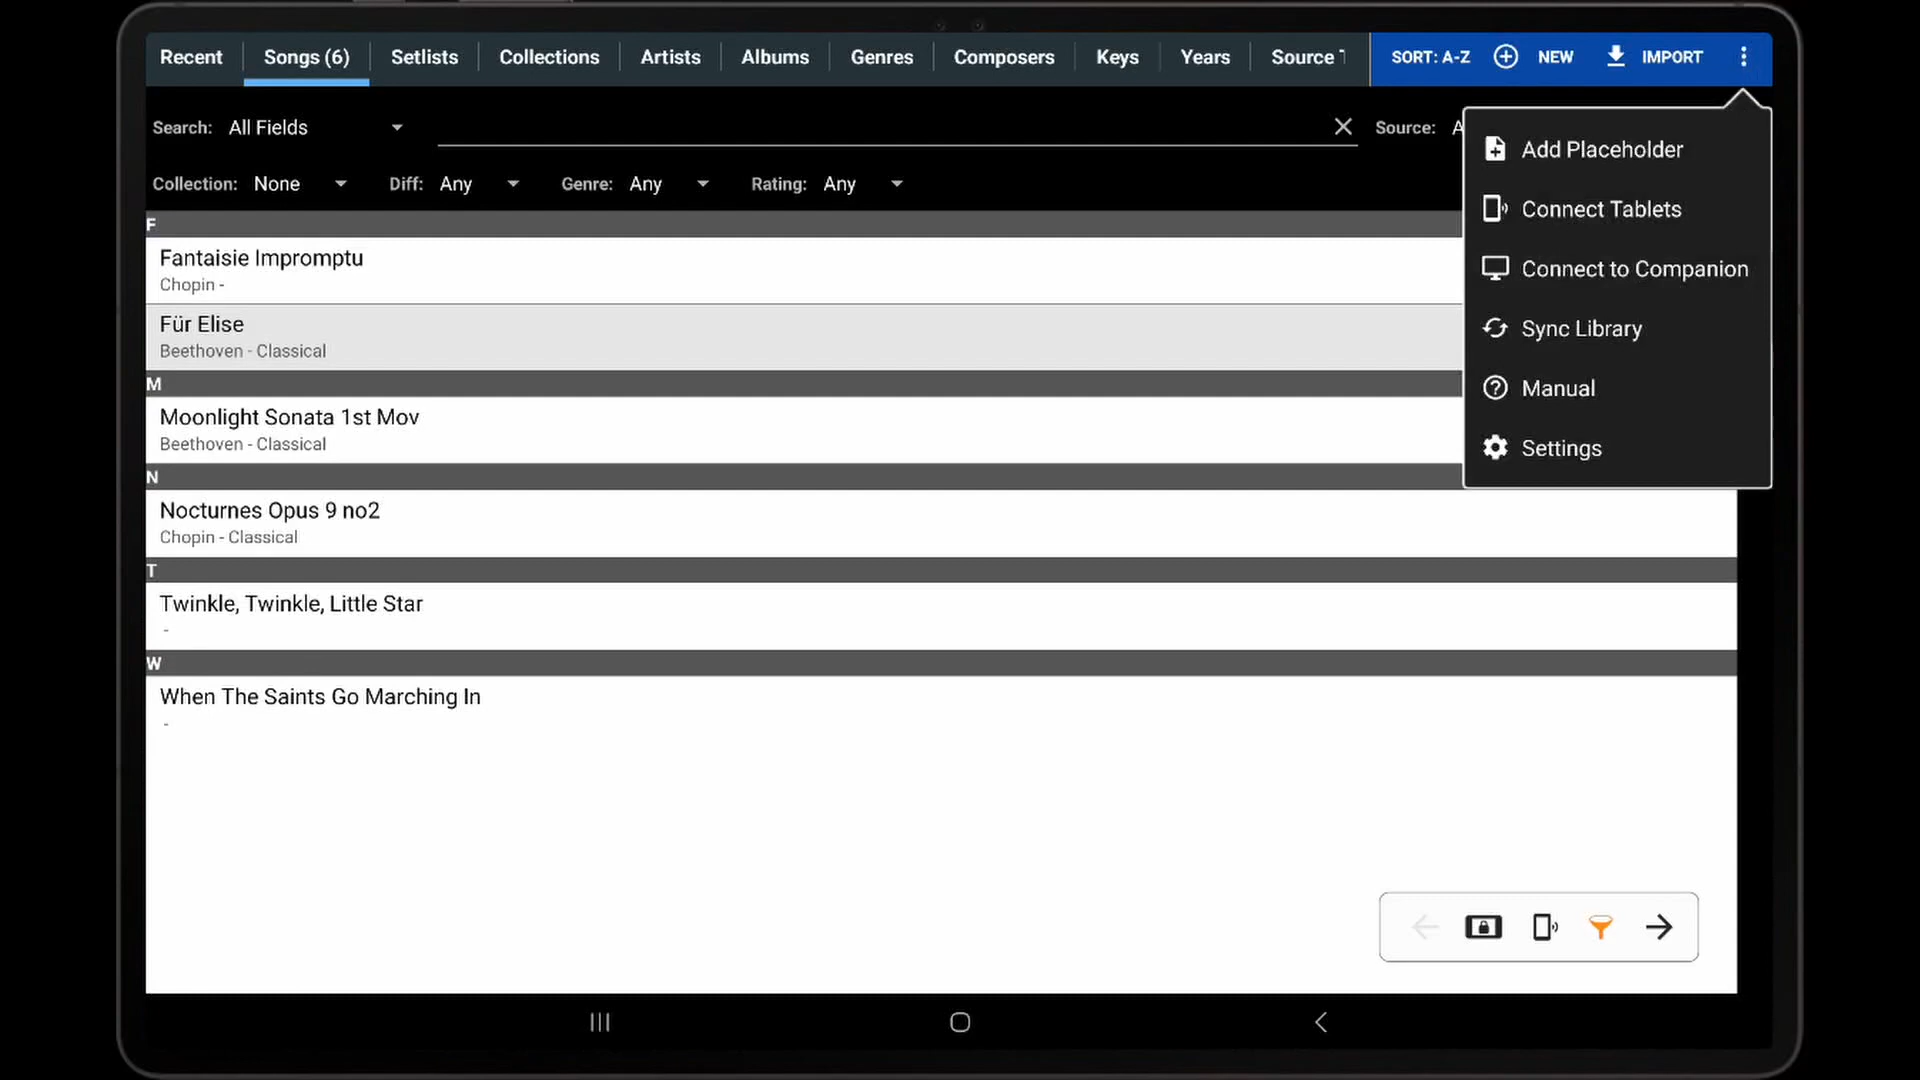 Recent
Songs (6)
Setlists
Collections
Artists
Albums
Genres
Composers
Keys
Years
Source
SORT: A-Z
NEW
IMPORT
Search: All Fields
Source: A
Collection: None
Diff: Any
Genre: Any
Rating: Any
Add Placeholder
Connect Tablets
Connect to Companion
Sync Library
Manual
Settings
F
Fantaisie Impromptu
Chopin -
Für Elise
Beethoven - Classical
M
Moonlight Sonata 1st Mov
Beethoven - Classical
N
Nocturnes Opus 9 no2
Chopin - Classical
T
Twinkle, Twinkle, Little Star
-
W
When The Saints Go Marching In
-